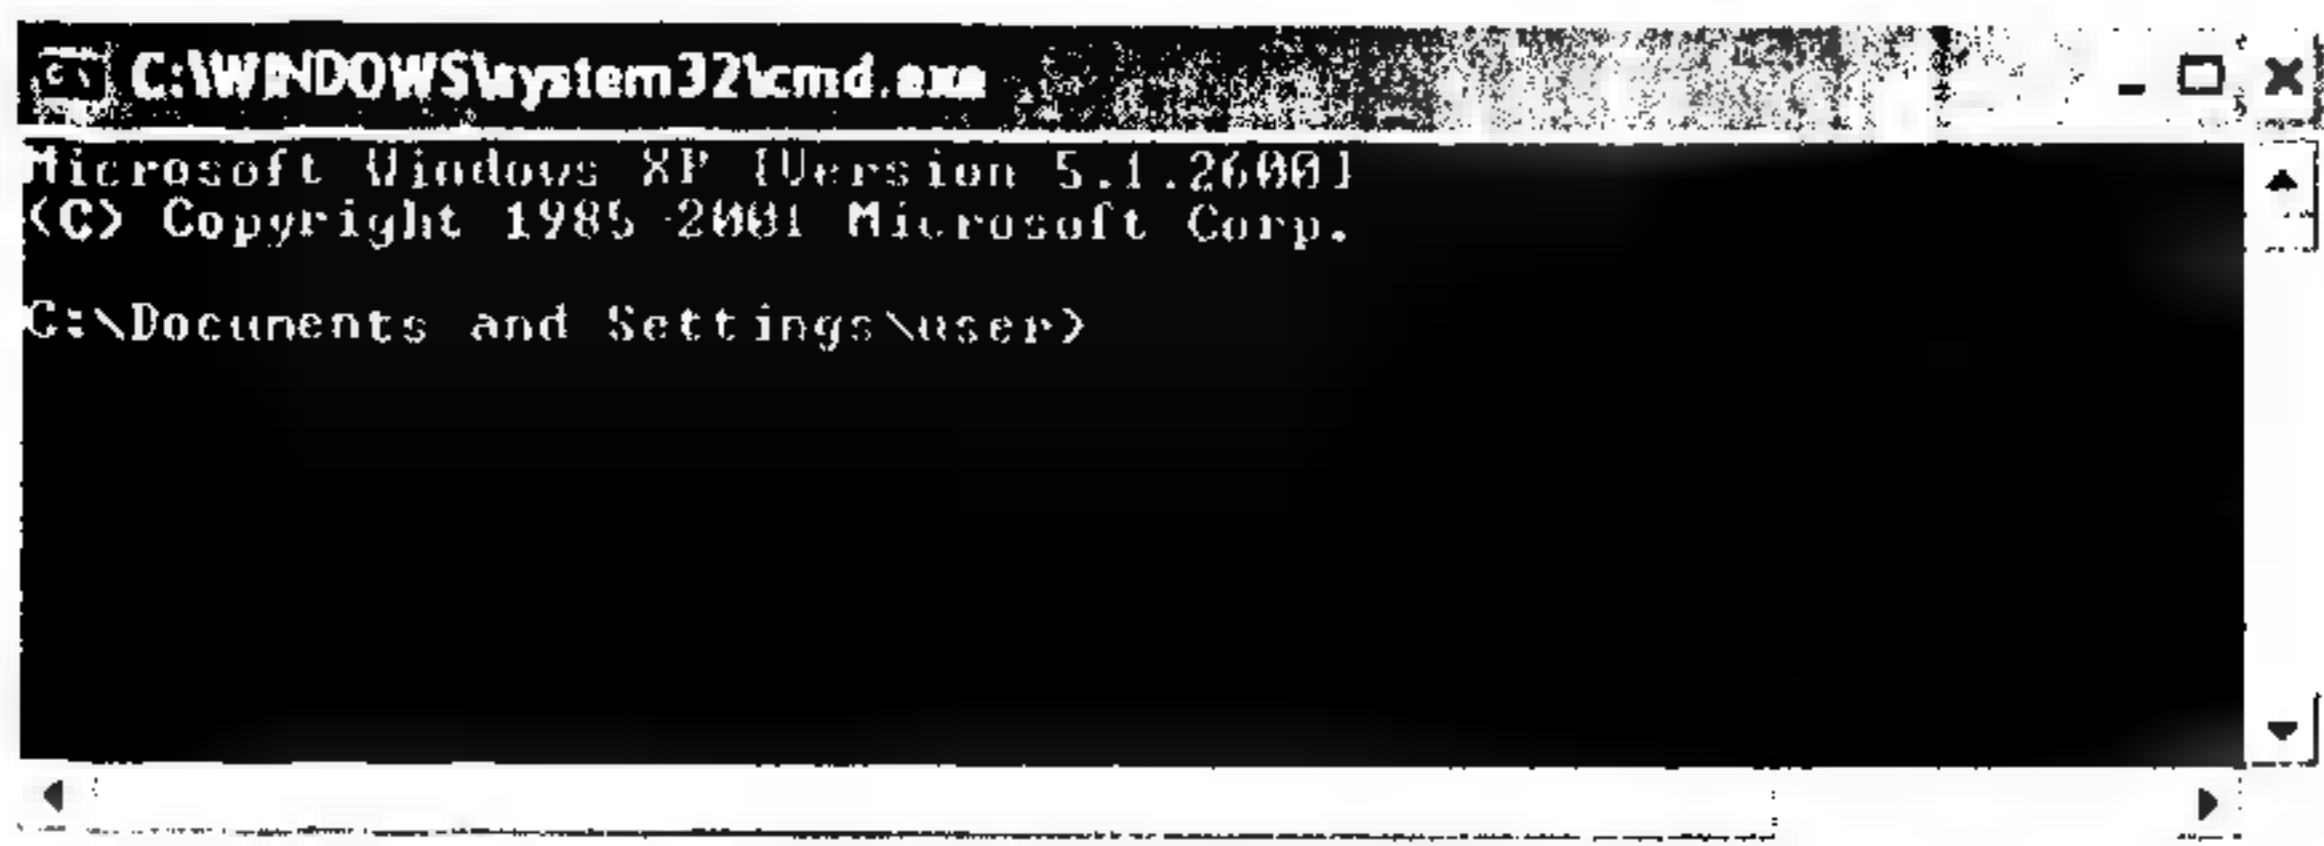 C:\WINDOWS\system32\cmd.exe
Microsoft Windows XP [Version 5.1.2600]
(C) Copyright 1985-2001 Microsoft Corp.
C:\Documents and Settings\user>